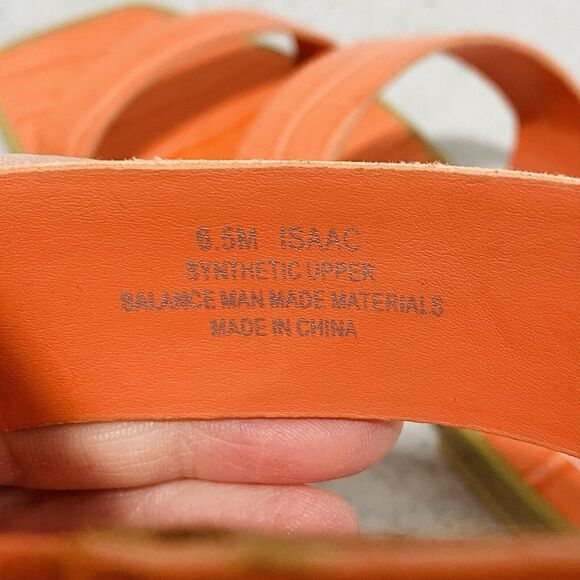 6.5M ISAAC
SYNTHETIC UPPER
BALANCE MAN MADE MATERIALS
MADE IN CHINA